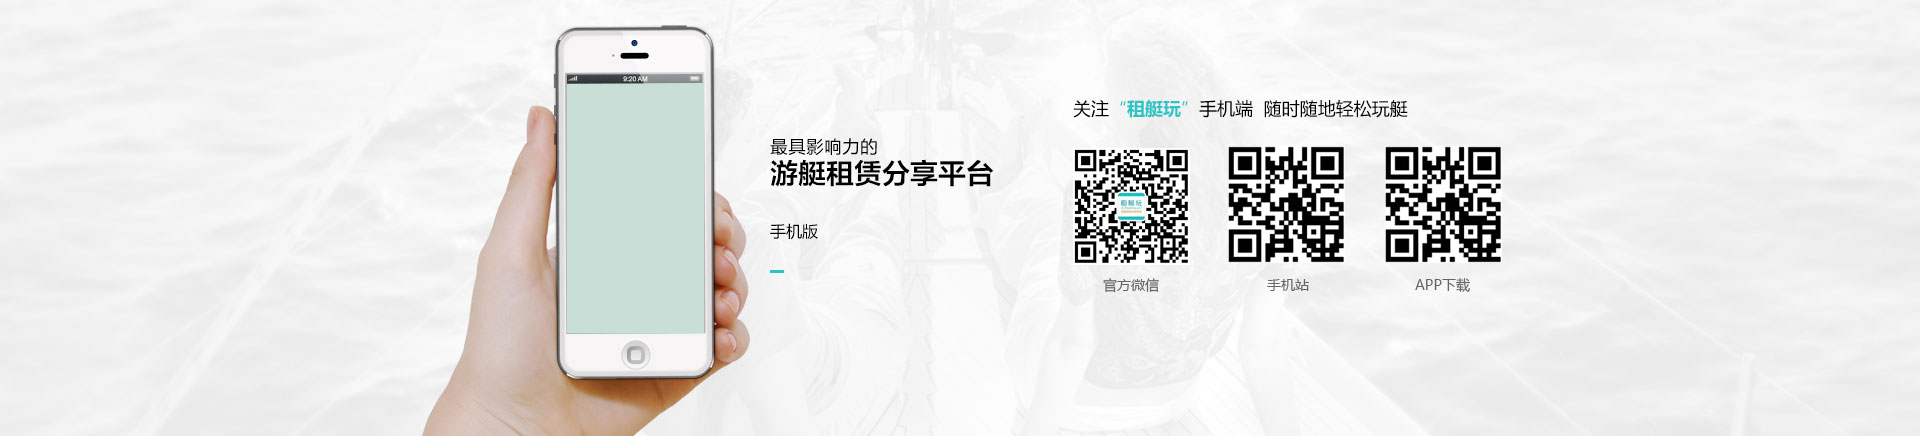 9:20 AM
最具影响力的
游艇租赁分享平台
手机版
关注“租艇玩”手机端 随时随地轻松玩艇
租艇玩
官方微信
手机站
APP下载